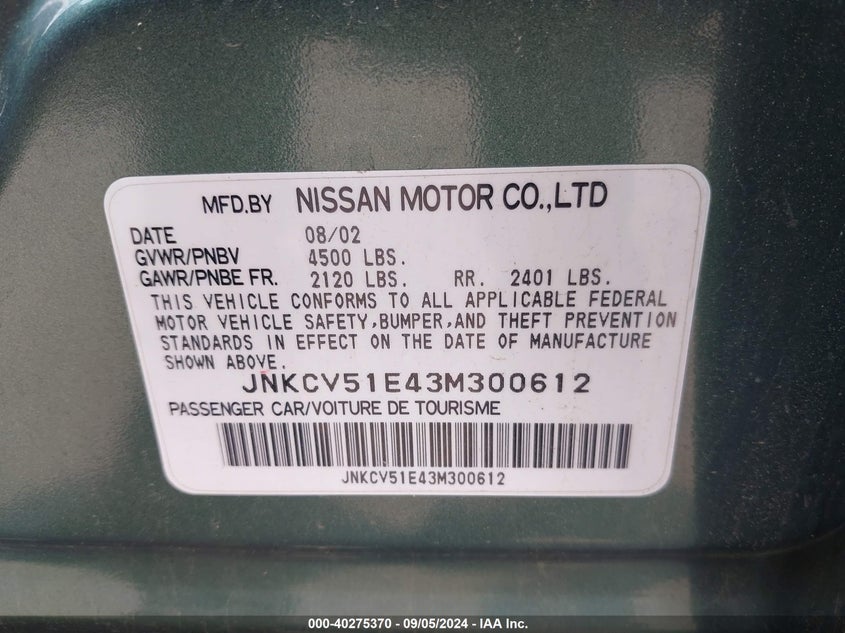 MFD.BY NISSAN MOTOR CO.,LTD
DATE 08/02
GVWR/PNBV 4500 LBS.
GAWR/PNBE FR. 2120 LBS. RR. 2401 LBS.
THIS VEHICLE CONFORMS TO ALL APPLICABLE FEDERAL
MOTOR VEHICLE SAFETY,BUMPER,AND THEFT PREVENTION
STANDARDS IN EFFECT ON THE DATE OF MANUFACTURE
SHOWN ABOVE.
JNKCV51E43M300612
PASSENGER CAR/VOITURE DE TOURISME
JNKCV51E43M300612
000-40275370 - 09/05/2024 - IAA Inc.